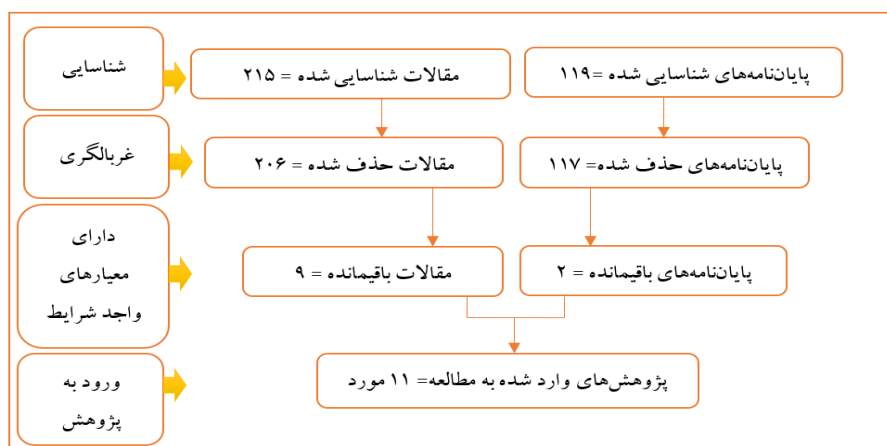 شناسایی
پایان‌نامه‌های شناسایی شده =۱۱۹
مقالات شناسایی شده = ۲۱۵
غربالگری
پایان‌نامه‌های حذف شده= ۱۱۷
مقالات حذف شده = ۲۰۶
دارای
معیارهای
واجد شرایط
پایان‌نامه‌های باقیمانده = ۲
مقالات باقیمانده = ۹
ورود به
پژوهش
پژوهش‌های وارد شده به مطالعه= ۱۱ مورد